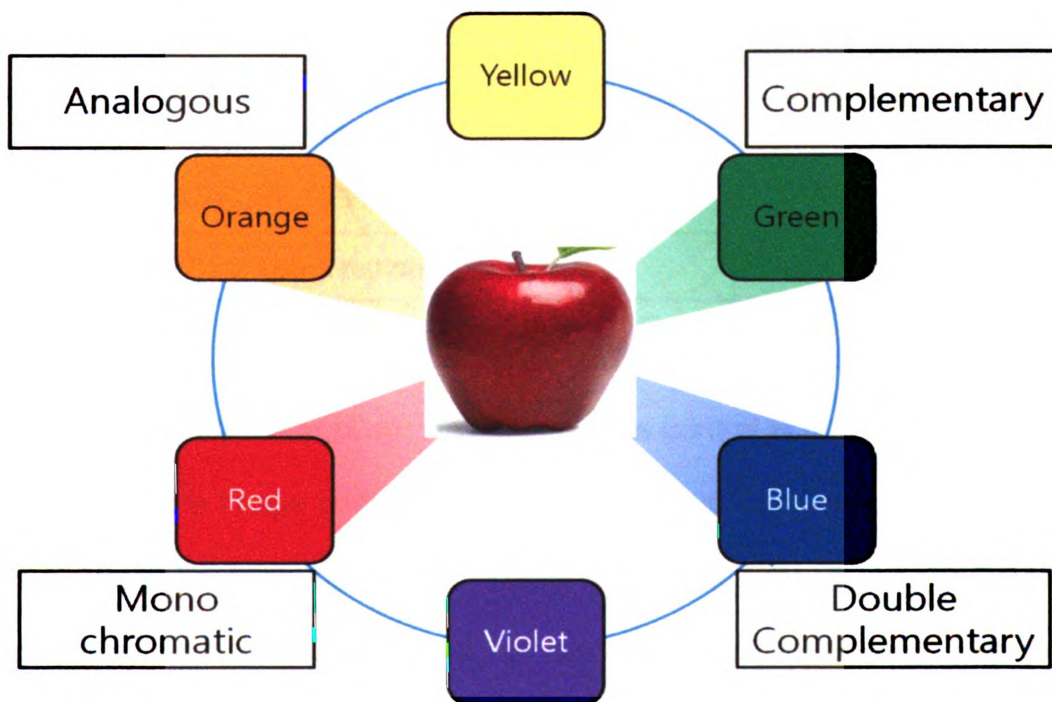 Yellow
Analogous
Complementary
Orange
Green
Red
Blue
Mono
chromatic
Violet
Double
Complementary